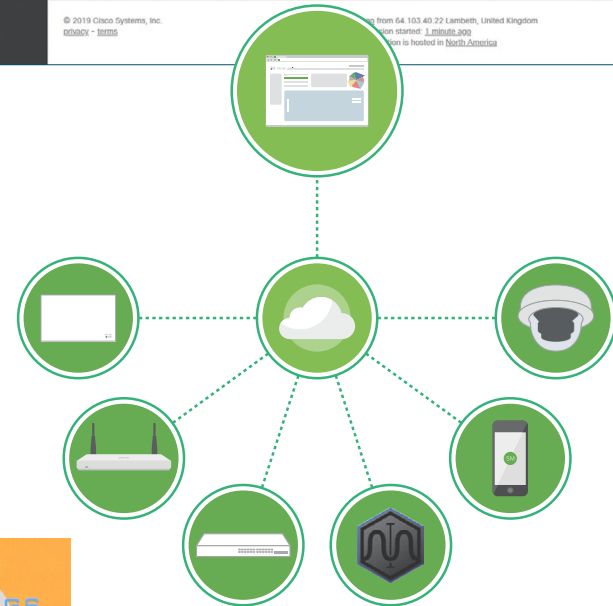 © 2019 Cisco Systems, Inc.
privacy - terms
from 64.103.40.22 Lambeth, United Kingdom
started: 1 minute ago
is hosted in North America
SM